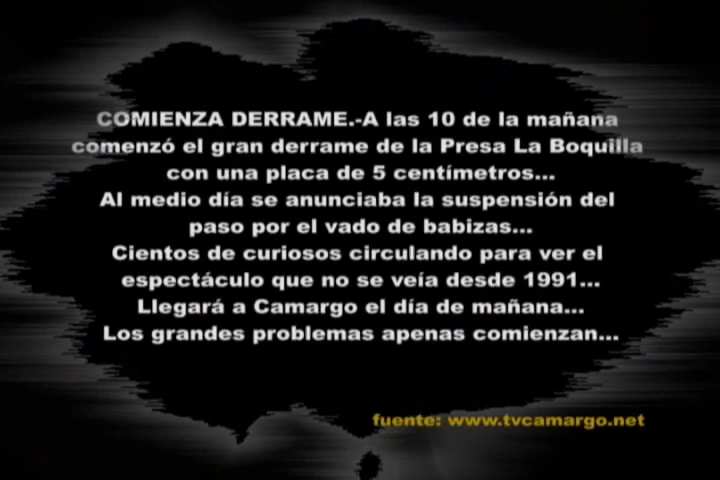 COMIENZA DERRAME.-A las 10 de la mañana
comenzó el gran derrame de la Presa La Boquilla
con una placa de 5 centímetros...
Al medio día se anunciaba la suspensión del
paso por el vado de babizas...
Cientos de curiosos circulando para ver el
espectáculo que no se veía desde 1991...
Llegará a Camargo el día de mañana...
Los grandes problemas apenas comienzan...
fuente: www.tvcamargo.net